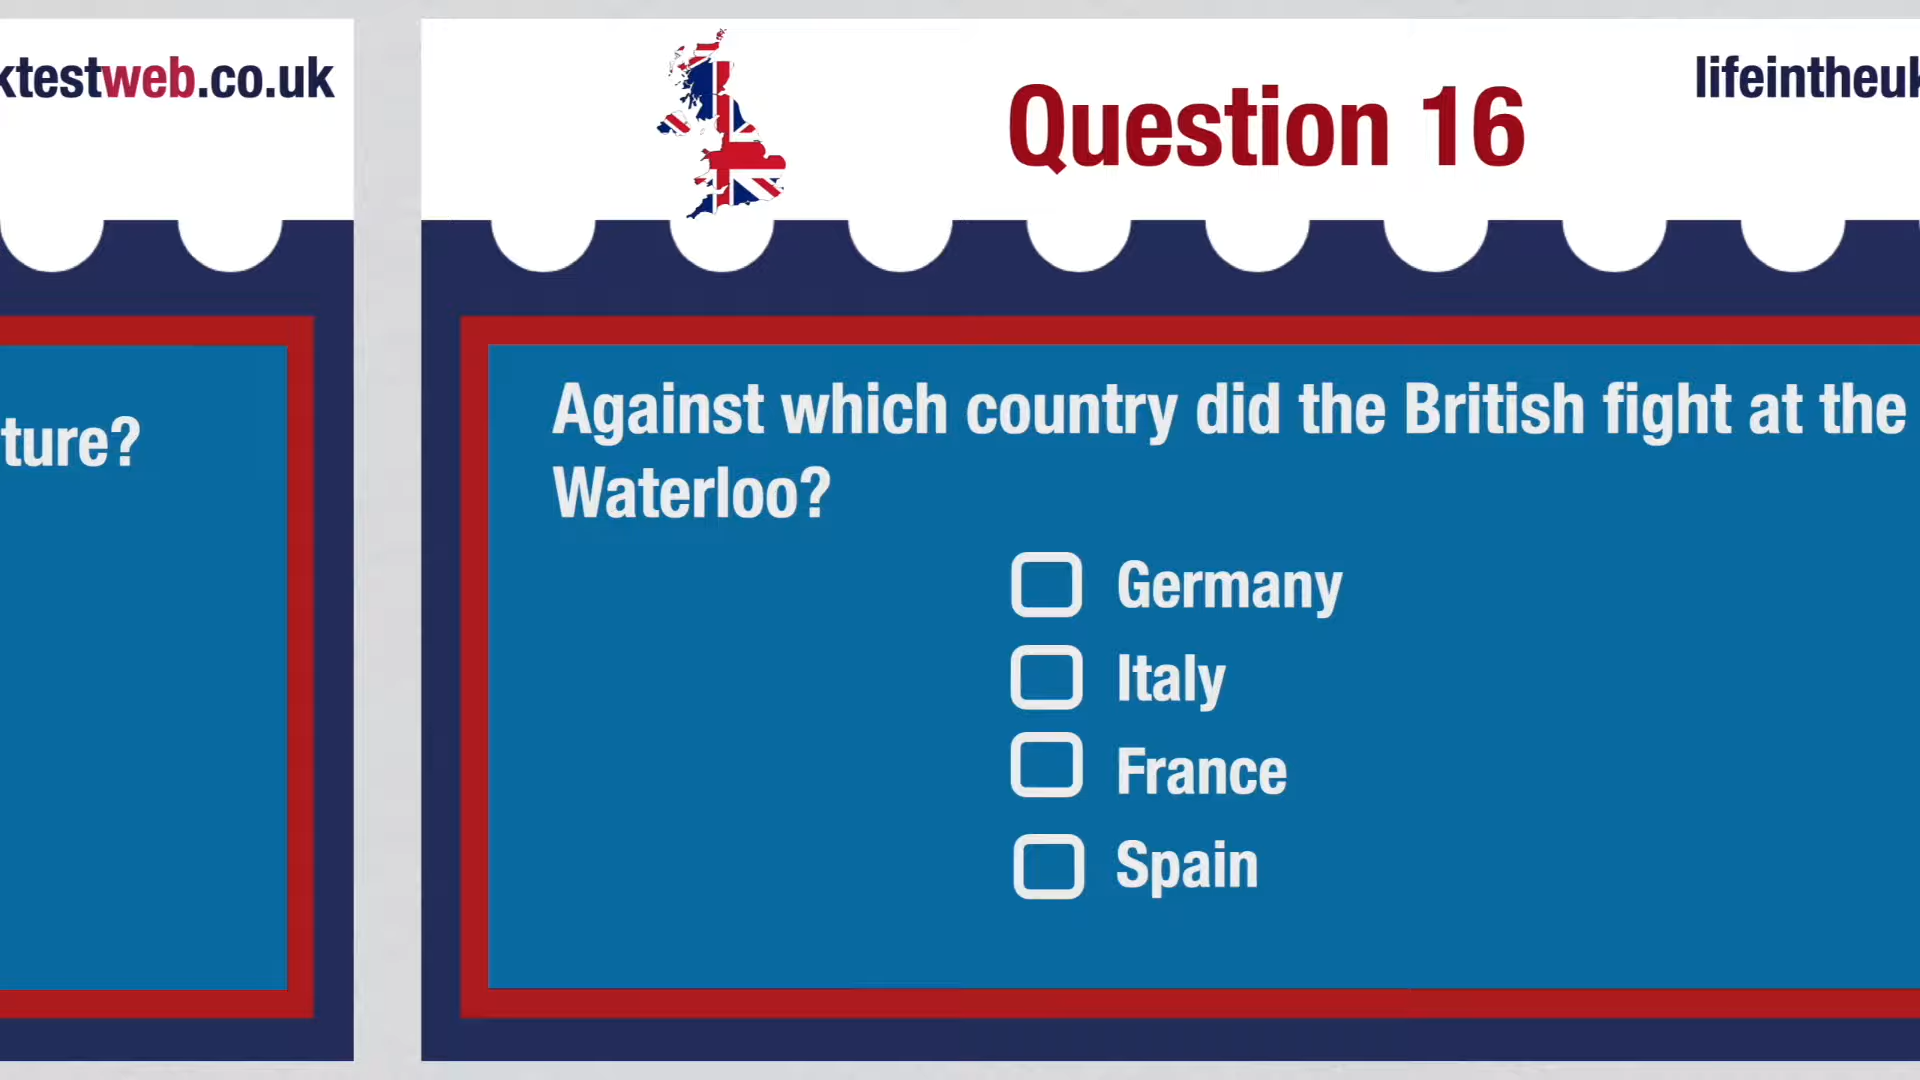 ktestweb.co.uk
ture?
Question 16
lifeintheuk
Against which country did the British fight at the
Waterloo?
Germany
Italy
France
Spain